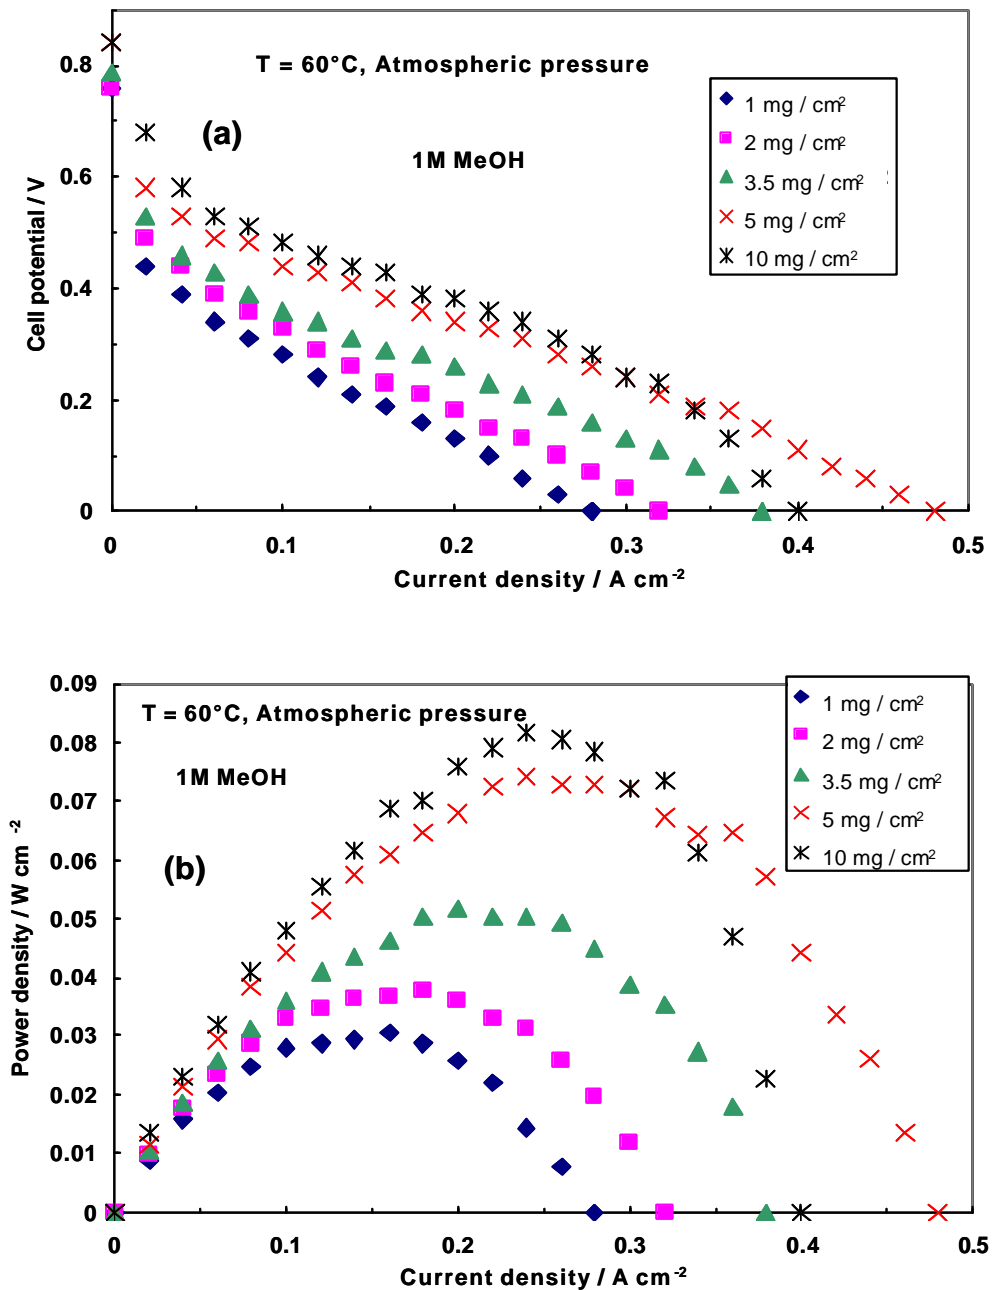 T = 60°C, Atmospheric pressure
(a)
1M MeOH
1 mg / cm²
2 mg / cm²
3.5 mg / cm²
5 mg / cm²
10 mg / cm²
Cell potential / V
0.8
0.6
0.4
0.2
0
0 0.1 0.2 0.3 0.4 0.5
Current density / A cm⁻²
T = 60°C, Atmospheric pressure
1M MeOH
(b)
1 mg / cm²
2 mg / cm²
3.5 mg / cm²
5 mg / cm²
10 mg / cm²
Power density / W cm⁻²
0.09
0.08
0.07
0.06
0.05
0.04
0.03
0.02
0.01
0
0 0.1 0.2 0.3 0.4 0.5
Current density / A cm⁻²